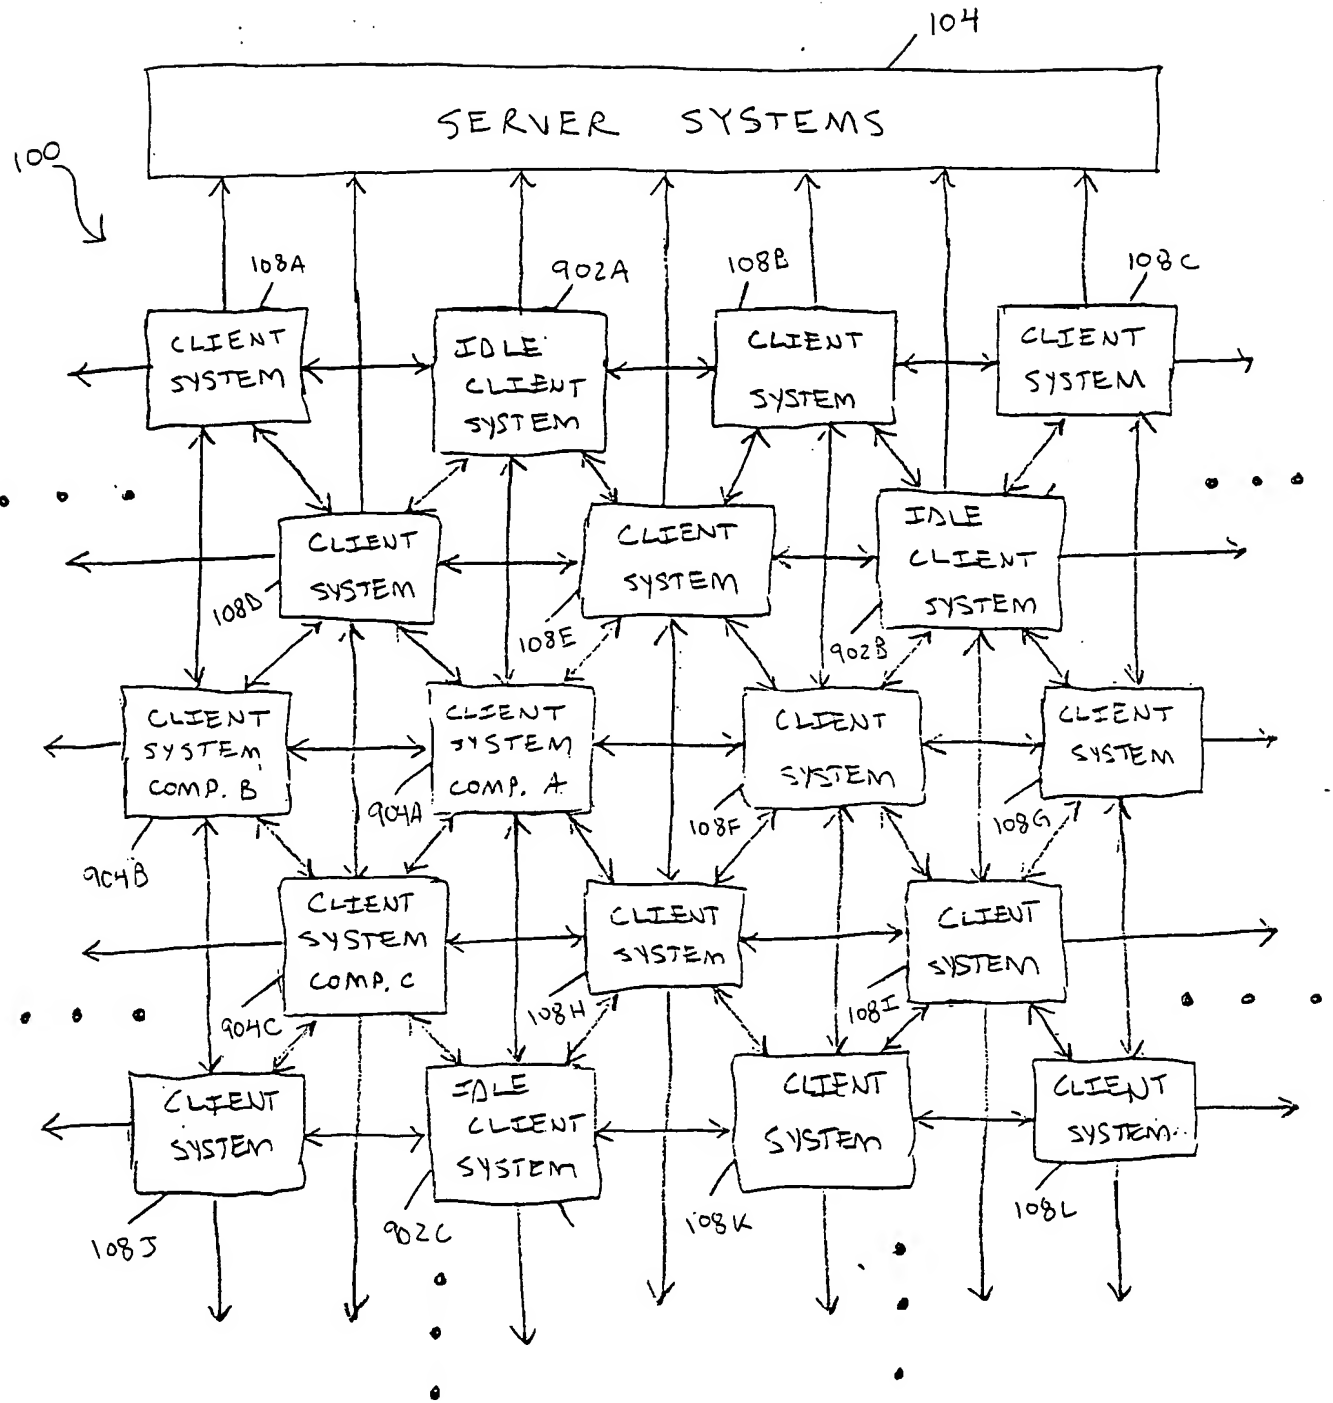 104
SERVER SYSTEMS
100
108A
902A
108B
108C
CLIENT
SYSTEM
IDLE
CLIENT
SYSTEM
CLIENT
SYSTEM
CLIENT
SYSTEM
CLIENT
SYSTEM
108D
CLIENT
SYSTEM
108E
IDLE
CLIENT
SYSTEM
902B
CLIENT
SYSTEM
COMP. B
904B
CLIENT
SYSTEM
COMP. A
904A
CLIENT
SYSTEM
108F
CLIENT
SYSTEM
108G
CLIENT
SYSTEM
COMP. C
904C
CLIENT
SYSTEM
108H
CLIENT
SYSTEM
108I
CLIENT
SYSTEM
108J
IDLE
CLIENT
SYSTEM
902C
CLIENT
SYSTEM
108K
CLIENT
SYSTEM
108L